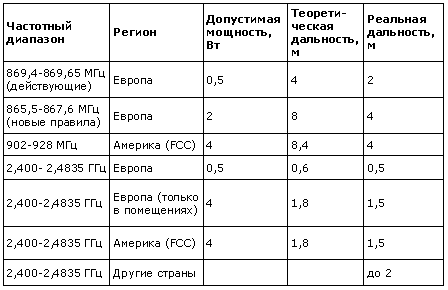 Частотный диапазон
Регион
Допустимая мощность, Вт
Теорети-ческая дальность, м
Реальная дальность, м
869,4-869,65 МГц (действующие)
Европа
0,5
4
2
865,5-867,6 МГц (новые правила)
Европа
2
8
4
902-928 МГц
Америка (FCC)
4
8,4
4
2,400- 2,4835 ГГц
Европа
0,5
0,6
0,5
2,400-2,4835 ГГц
Европа (только в помещениях)
4
1,8
1,5
2,400-2,4835 ГГц
Америка (FCC)
4
1,8
1,5
2,400-2,4835 ГГц
Другие страны
до 2